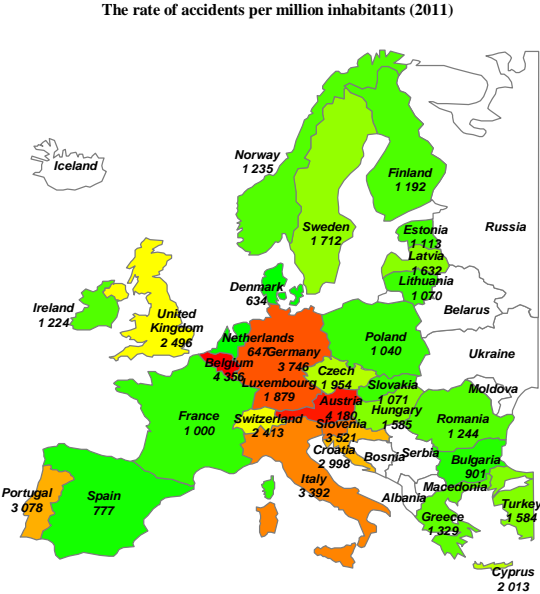 The rate of accidents per million inhabitants (2011)
Iceland
Norway
1 235
Finland
1 192
Sweden
1 712
Russia
Estonia
1 113
Latvia
1 632
Lithuania
1 070
Denmark
634
Belarus
Ireland
1 224
United
Kingdom
2 496
Netherlands
647
Germany
3 746
Poland
1 040
Ukraine
Belgium
4 356
Czech
1 954
Luxembourg
1 879
Slovakia
1 071
Moldova
Austria
4 180
Hungary
1 585
France
1 000
Switzerland
2 413
Slovenia
3 521
Romania
1 244
Croatia
2 998
Bosnia
Serbia
Bulgaria
901
Italy
3 392
Macedonia
Albania
Portugal
3 078
Spain
777
Turkey
1 584
Greece
1 329
Cyprus
2 013